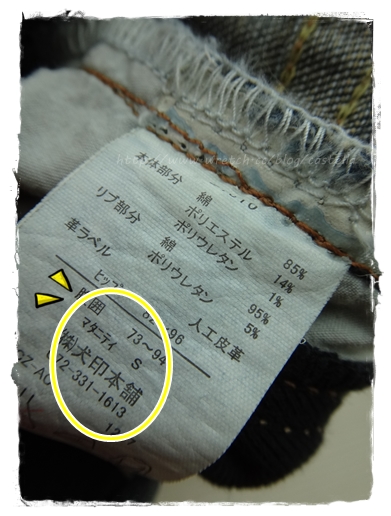 本体部分 綿 85%
ポリエステル 14%
ポリウレタン 1%
リブ部分 綿 95%
ポリウレタン 5%
革ラベル 人工皮革
ヒップ 82~96
胴囲 73~94
マタニティ S
㈱犬印本舗
072-331-1613